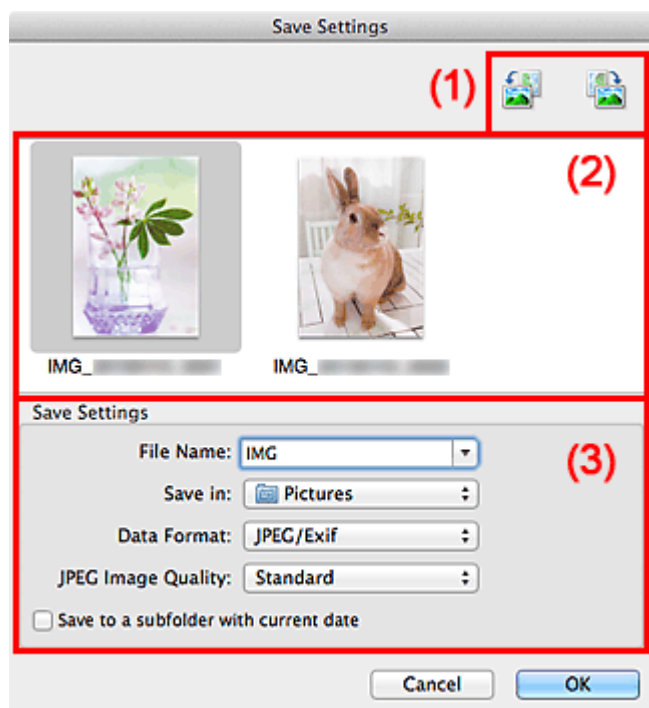 Save Settings
(1)
(2)
IMG_
IMG_
Save Settings
(3)
File Name: IMG
Save in: Pictures
Data Format: JPEG/Exif
JPEG Image Quality: Standard
Save to a subfolder with current date
Cancel OK